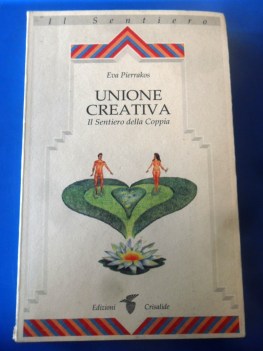 Il Sentiero
Eva Pierrakos
UNIONE
CREATIVA
Il Sentiero della Coppia
Edizioni Crisalide